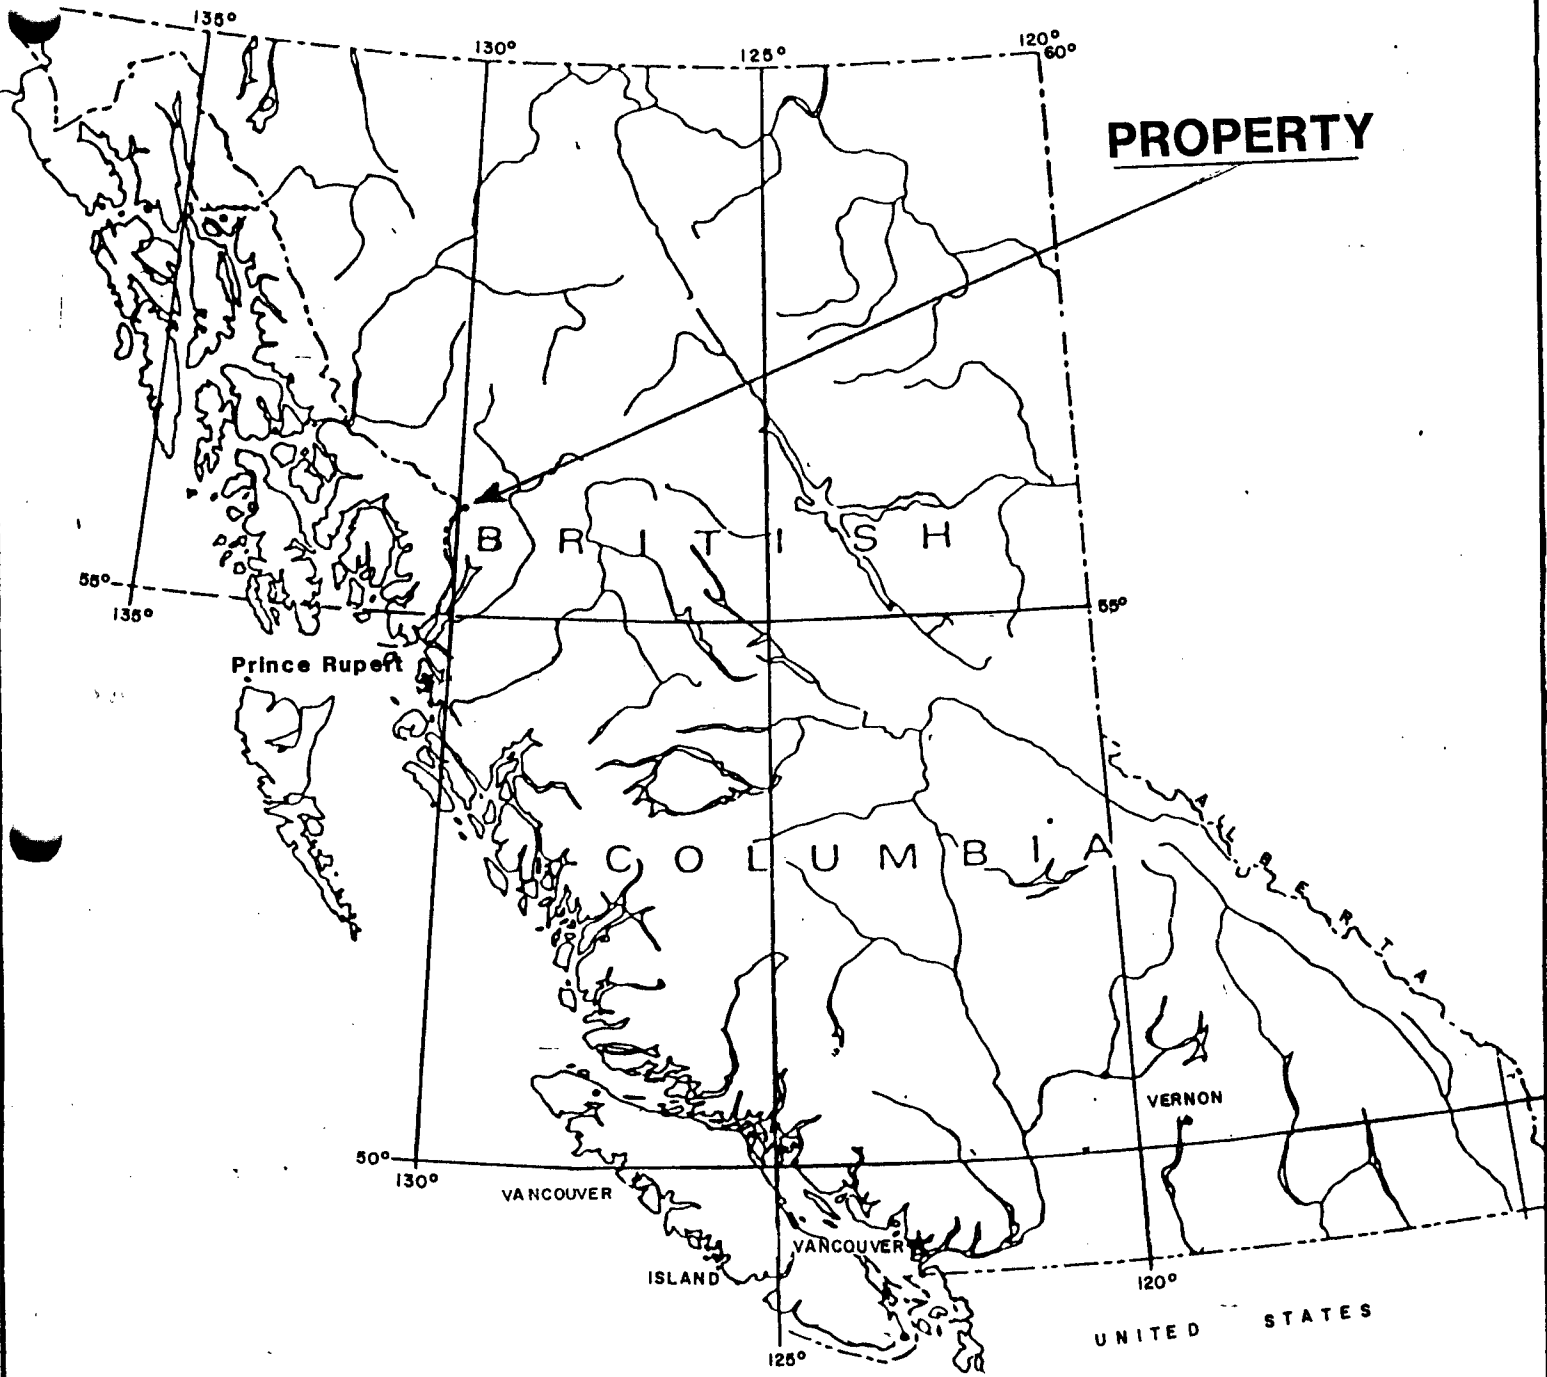 135°
130°
125°
120°
60°
PROPERTY
BRITISH
55°
135°
55°
Prince Rupert
ALBERTA
COLUMBIA
VERNON
50°
130°
VANCOUVER
VANCOUVER
ISLAND
120°
UNITED STATES
125°